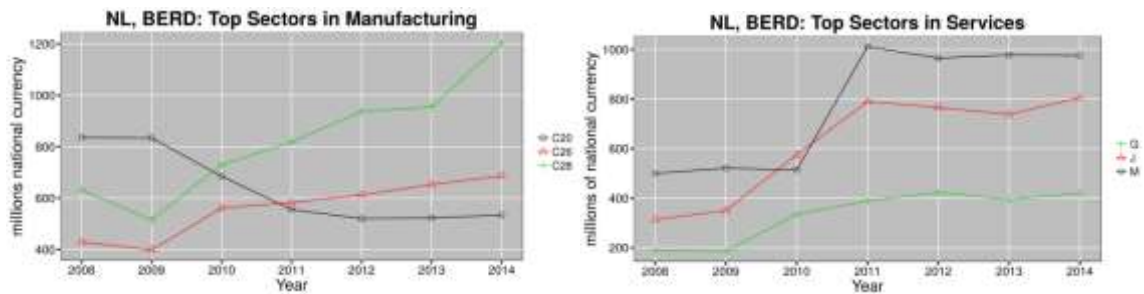 NL, BERD: Top Sectors in Manufacturing
millions national currency
1200
1000
800
600
400
2008 2009 2010 2011 2012 2013 2014
Year
C20
C26
C28
NL, BERD: Top Sectors in Services
millions of national currency
1000
800
600
400
200
2008 2009 2010 2011 2012 2013 2014
Year
G
J
M